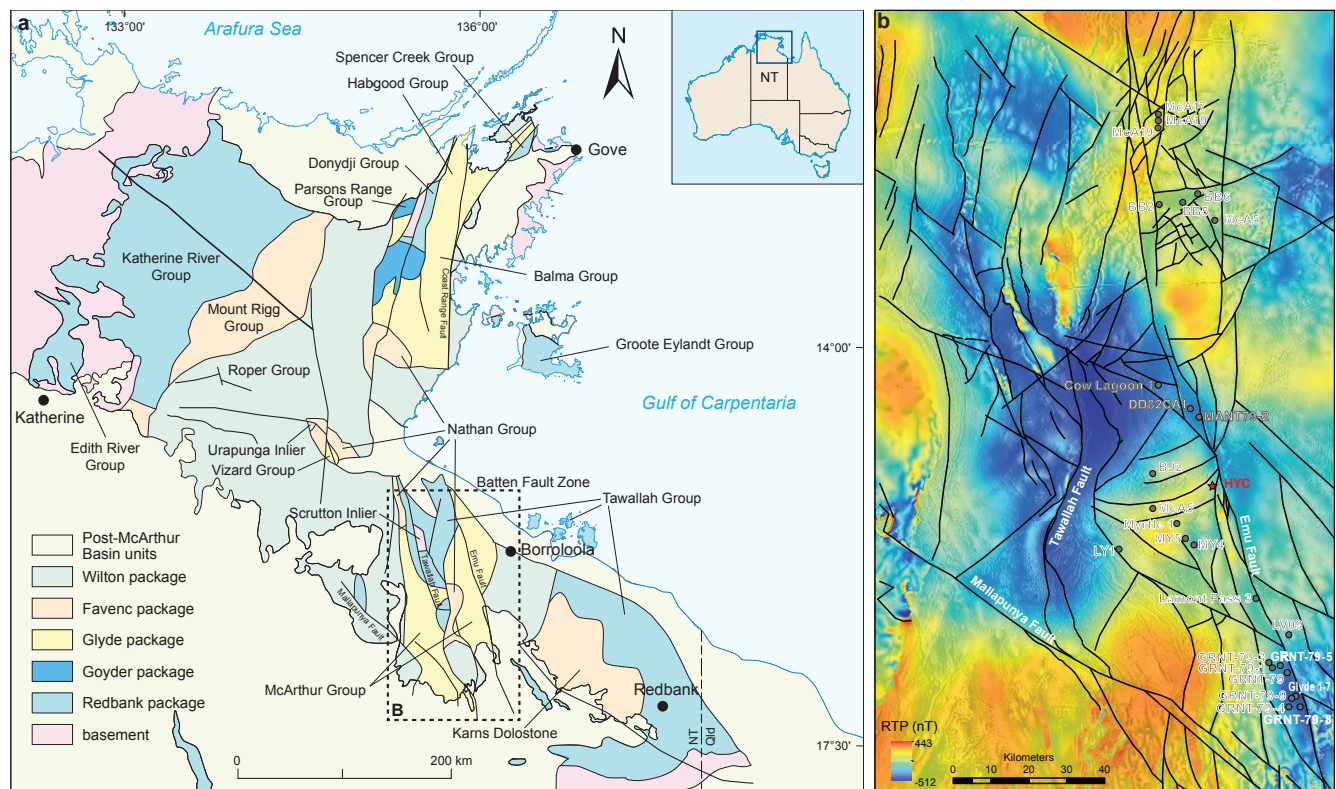 a
133°00'
Arafura Sea
136°00'
N
Spencer Creek Group
Habgood Group
Donydji Group
Parsons Range
Group
Gove
NT
Katherine River
Group
Mount Rigg
Group
Coast Range Fault
Balma Group
Roper Group
Groote Eylandt Group
14°00'
Gulf of Carpentaria
Katherine
Edith River
Group
Urapunga Inlier
Vizard Group
Nathan Group
Batten Fault Zone
Tawallah Group
Scrutton Inlier
Borroloola
Emu Fault
Tawallah Fault
Mallapunya Fault
McArthur Group
B
Karns Dolostone
Redbank
NT
Qld
17°30'
Post-McArthur
Basin units
Wilton package
Favenc package
Glyde package
Goyder package
Redbank package
basement
0
200 km
b
McA17
McA19
McA10
BB2
BB6
BB5
McA5
Cow Lagoon 1
DD82CA1
MANT79-2
BJ2
HYC
McA6
Myrtle 1
MY5
MY4
LY1
Tawallah Fault
Emu Fault
Mallapunya Fault
Lamont Pass 3
LV09
GRNT-79-5
GRNT-79
Glyde 1-7
GRNT-79-4
GRNT-79-8
RTP (nT)
443
-512
Kilometers
0
10
20
30
40